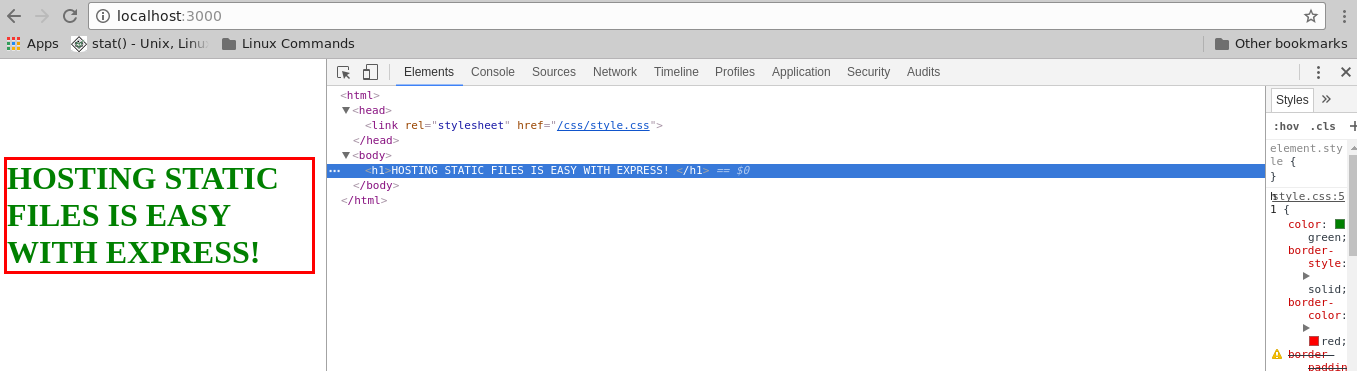 localhost:3000
Apps stat() - Unix, Linu Linux Commands Other bookmarks
HOSTING STATIC
FILES IS EASY
WITH EXPRESS!
Elements Console Sources Network Timeline Profiles Application Security Audits
<html>
<head>
<link rel="stylesheet" href="/css/style.css">
</head>
<body>
<h1>HOSTING STATIC FILES IS EASY WITH EXPRESS! </h1> == $0
</body>
</html>
Styles »
:hov .cls +
element.sty
le {
}
h style.css:5
1 {
color:
green;
border-
style:
solid;
border-
color:
red;
border-
paddin